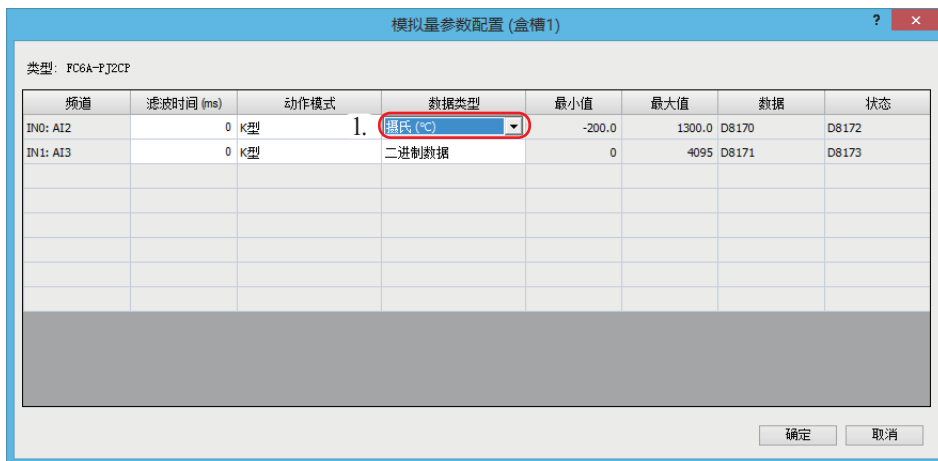 模拟量参数配置 (盒槽1)
? ×
类型: FC6A-PJ2CP
频道 滤波时间 (ms) 动作模式 数据类型 最小值 最大值 数据 状态
IN0: AI2 0 K型 1. 摄氏 (℃) -200.0 1300.0 D8170 D8172
IN1: AI3 0 K型 二进制数据 0 4095 D8171 D8173
确定 取消